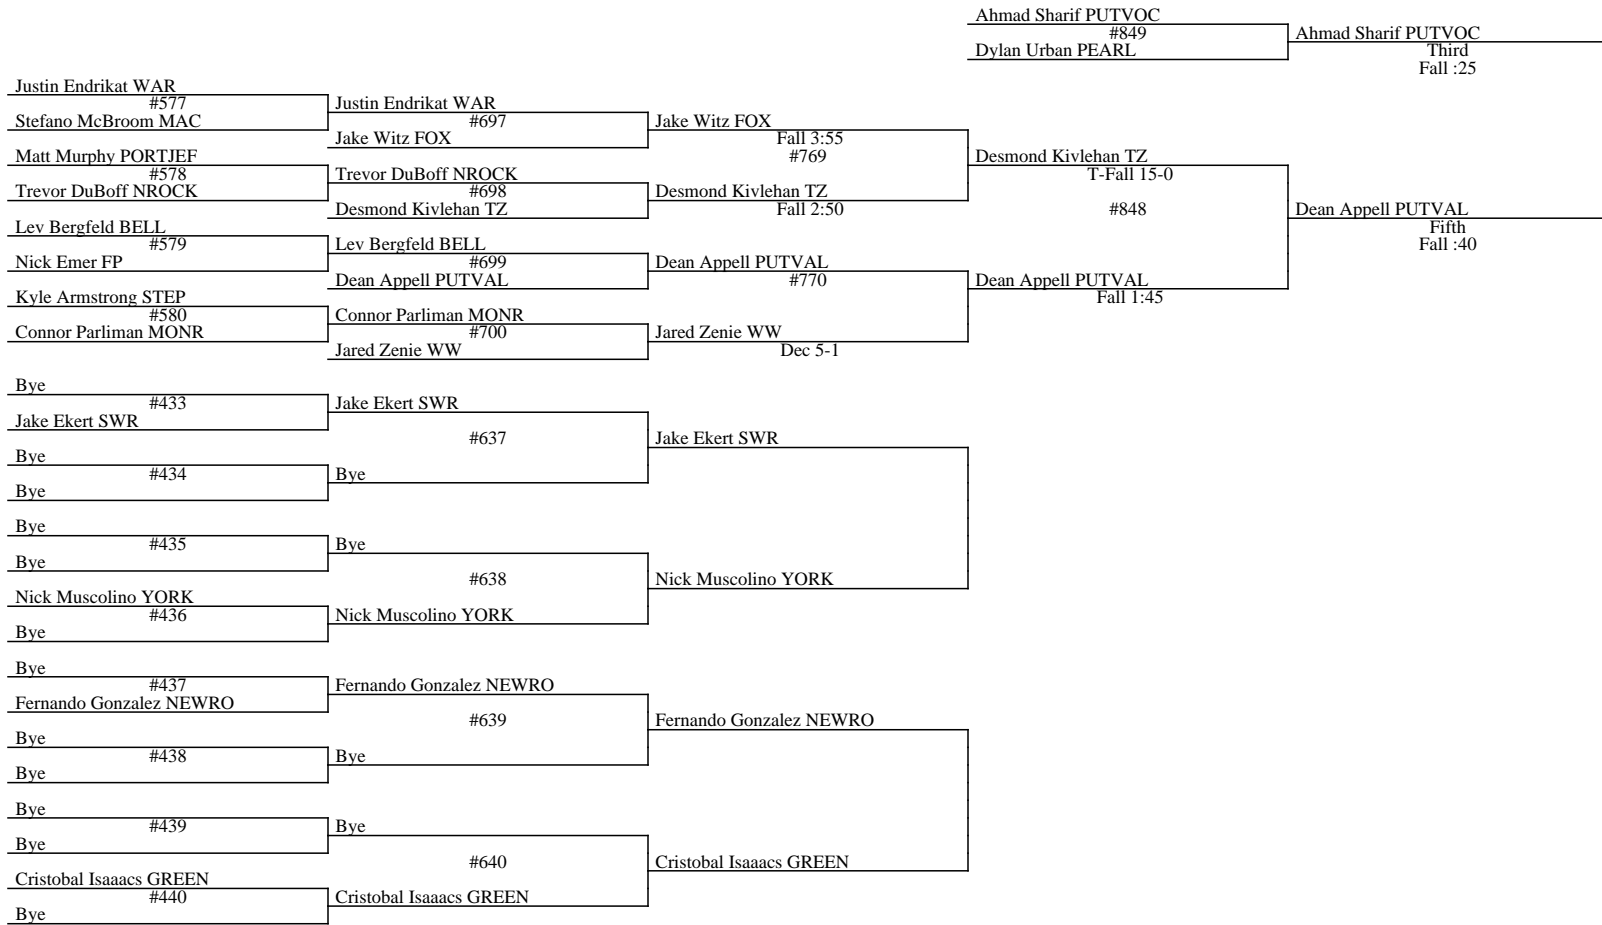 Ahmad Sharif PUTVOC
#849
Dylan Urban PEARL
Ahmad Sharif PUTVOC
Third
Fall :25
Justin Endrikat WAR
#577
Stefano McBroom MAC
Matt Murphy PORTJEF
#578
Trevor DuBoff NROCK
Lev Bergfeld BELL
#579
Nick Emer FP
Kyle Armstrong STEP
#580
Connor Parliman MONR
Justin Endrikat WAR
#697
Jake Witz FOX
Trevor DuBoff NROCK
#698
Desmond Kivlehan TZ
Lev Bergfeld BELL
#699
Dean Appell PUTVAL
Connor Parliman MONR
#700
Jared Zenie WW
Jake Witz FOX
Fall 3:55
#769
Desmond Kivlehan TZ
Fall 2:50
Dean Appell PUTVAL
#770
Jared Zenie WW
Dec 5-1
Desmond Kivlehan TZ
T-Fall 15-0
#848
Dean Appell PUTVAL
Fall 1:45
Dean Appell PUTVAL
Fifth
Fall :40
Bye
#433
Jake Ekert SWR
Bye
#434
Bye
Bye
#435
Bye
Nick Muscolino YORK
#436
Bye
Bye
#437
Fernando Gonzalez NEWRO
Bye
#438
Bye
Bye
#439
Bye
Cristobal Isaaacs GREEN
#440
Bye
Jake Ekert SWR
#637
Bye
Bye
#638
Nick Muscolino YORK
Fernando Gonzalez NEWRO
#639
Bye
Bye
#640
Cristobal Isaaacs GREEN
Jake Ekert SWR
Nick Muscolino YORK
Fernando Gonzalez NEWRO
Cristobal Isaaacs GREEN